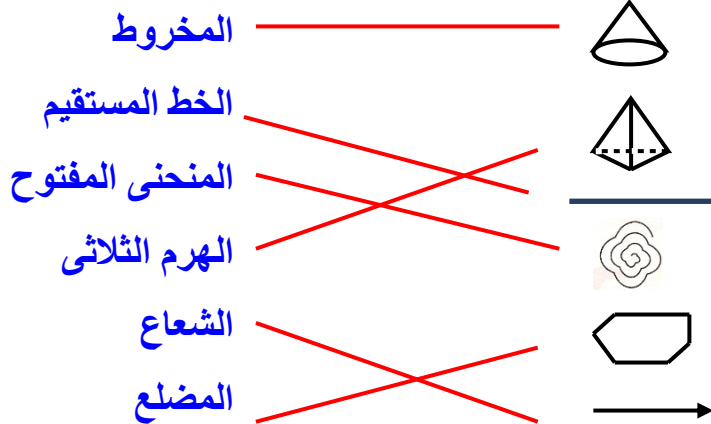 المخروط
الخط المستقيم
المنحنى المفتوح
الهرم الثلاثى
الشعاع
المضلع